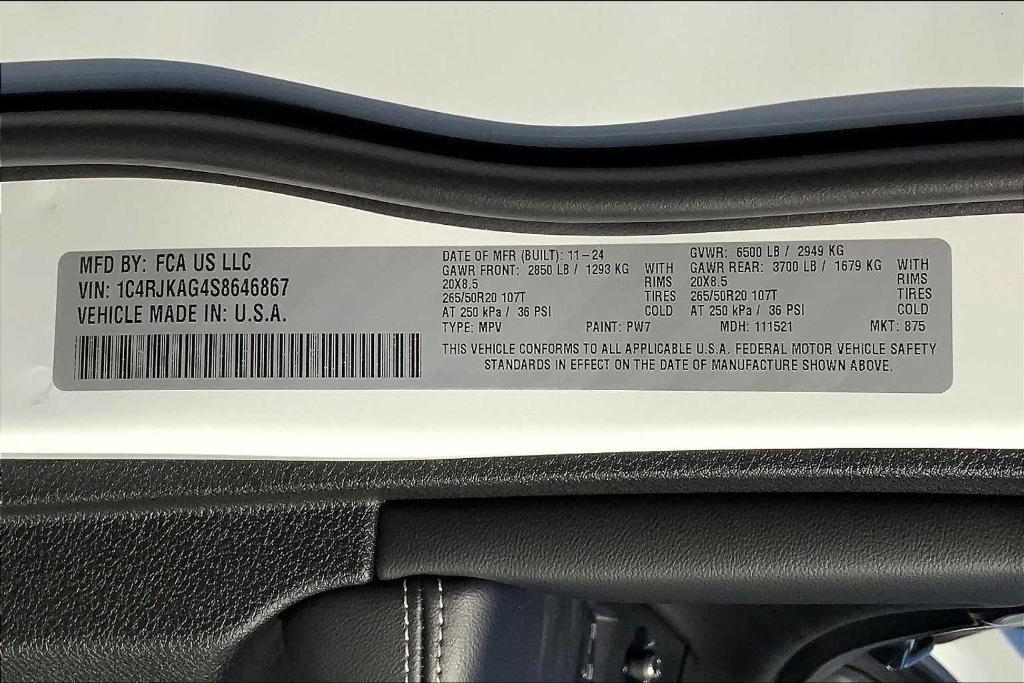 MFD BY: FCA US LLC
VIN: 1C4RJKAG4S8646867
VEHICLE MADE IN: U.S.A.
DATE OF MFR (BUILT): 11-24
GAWR FRONT: 2850 LB / 1293 KG WITH
20X8.5 RIMS
265/50R20 107T TIRES
AT 250 kPa / 36 PSI COLD
GVWR: 6500 LB / 2949 KG
GAWR REAR: 3700 LB / 1679 KG WITH
20X8.5 RIMS
265/50R20 107T TIRES
AT 250 kPa / 36 PSI COLD
TYPE: MPV PAINT: PW7 MDH: 111521 MKT: 875
THIS VEHICLE CONFORMS TO ALL APPLICABLE U.S.A. FEDERAL MOTOR VEHICLE SAFETY
STANDARDS IN EFFECT ON THE DATE OF MANUFACTURE SHOWN ABOVE.